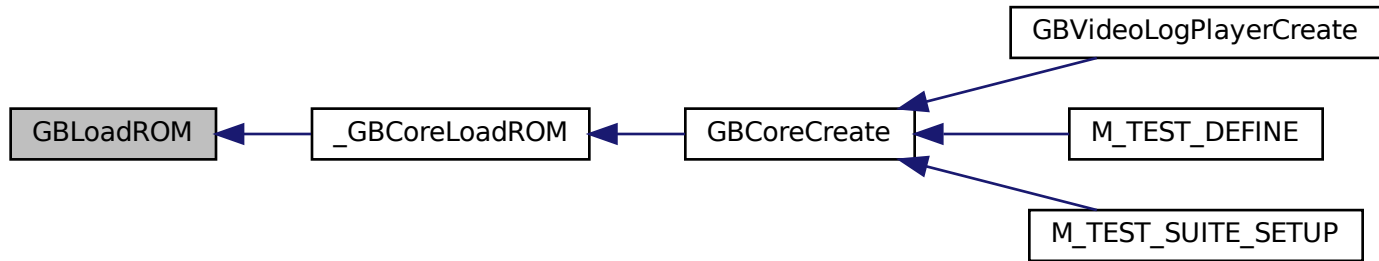 GBVideoLogPlayerCreate
GBLoadROM
_GBCoreLoadROM
GBCoreCreate
M_TEST_DEFINE
M_TEST_SUITE_SETUP